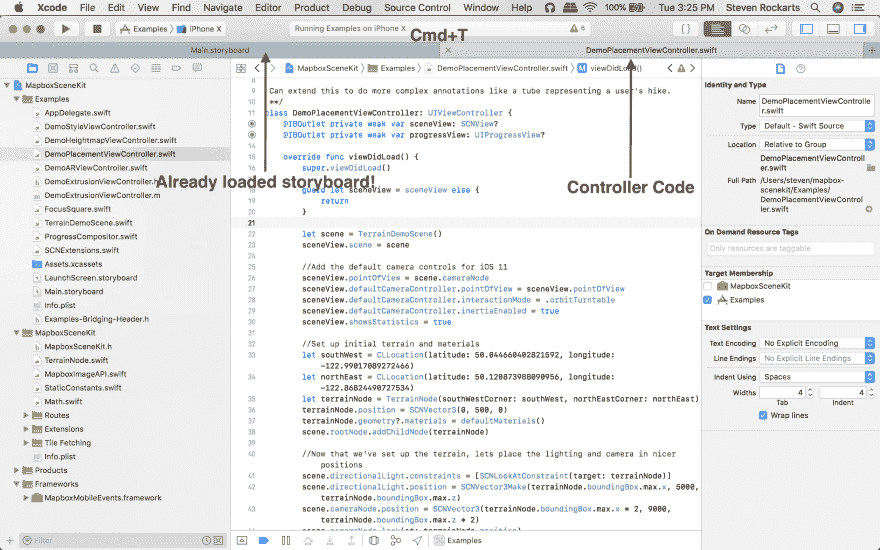 Xcode File Edit View Find Navigate Editor Product Debug Source Control Window Help 100% Tue 3:25 PM Steven Rockarts
Examples iPhone X Running Examples on iPhone X 6
Cmd+T
Main.storyboard DemoPlacementViewController.swift
MapboxSceneKit Examples DemoPlacementViewController.swift viewDidLoad()
MapboxSceneKit
Examples
AppDelegate.swift
DemoStyleViewController.swift
DemoHeightmapViewController.swift
DemoPlacementViewController.swift
DemoARViewController.swift
DemoExtrusionViewController.h
DemoExtrusionViewController.m
FocusSquare.swift
TerrainDemoScene.swift
ProgressCompositor.swift
SCNExtensions.swift
Assets.xcassets
LaunchScreen.storyboard
Main.storyboard
Info.plist
Examples-Bridging-Header.h
MapboxSceneKit
MapboxSceneKit.h
TerrainNode.swift
MapboxImageAPI.swift
StaticConstants.swift
Math.swift
Routes
Extensions
Tile Fetching
Info.plist
Products
Frameworks
MapboxMobileEvents.framework
Filter
8
9 Can extend this to do more complex annotations like a tube representing a user's hike.
10 **/
11 class DemoPlacementViewController: UIViewController {
@IBOutlet private weak var sceneView: SCNView?
@IBOutlet private weak var progressView: UIProgressView?
14
15 override func viewDidLoad() {
16 super.viewDidLoad()
17
Already loaded storyboard!
Controller Code
18 guard let sceneView = sceneView else {
19 return
20 }
21
22 let scene = TerrainDemoScene()
23 sceneView.scene = scene
24
25 //Add the default camera controls for iOS 11
26 sceneView.pointOfView = scene.cameraNode
27 sceneView.defaultCameraController.pointOfView = sceneView.pointOfView
28 sceneView.defaultCameraController.interactionMode = .orbitTurntable
29 sceneView.defaultCameraController.inertiaEnabled = true
30 sceneView.showsStatistics = true
31
32 //Set up initial terrain and materials
33 let southWest = CLLocation(latitude: 50.044660402821592, longitude:
-122.99017089272466)
34 let northEast = CLLocation(latitude: 50.120873988090956, longitude:
-122.86824490727534)
35 let terrainNode = TerrainNode(southWestCorner: southWest, northEastCorner: northEast)
36 terrainNode.position = SCNVector3(0, 500, 0)
37 terrainNode.geometry?.materials = defaultMaterials()
38 scene.rootNode.addChildNode(terrainNode)
39
40 //Now that we've set up the terrain, lets place the lighting and camera in nicer
positions
41 scene.directionalLight.constraints = [SCNLookAtConstraint(target: terrainNode)]
42 scene.directionalLight.position = SCNVector3Make(terrainNode.boundingBox.max.x, 5000,
terrainNode.boundingBox.max.z)
43 scene.cameraNode.position = SCNVector3(terrainNode.boundingBox.max.x * 2, 9000,
terrainNode.boundingBox.max.z * 2)
Examples
Identity and Type
Name DemoPlacementViewController.swift
Type Default - Swift Source
Location Relative to Group
DemoPlacementViewController.swift
Full Path /Users/steven/mapbox-scenekit/Examples/DemoPlacementViewController.swift
On Demand Resource Tags
Only resources are taggable
Target Membership
MapboxSceneKit
Examples
Text Settings
Text Encoding No Explicit Encoding
Line Endings No Explicit Line Endings
Indent Using Spaces
Widths 4 4
Tab Indent
Wrap lines